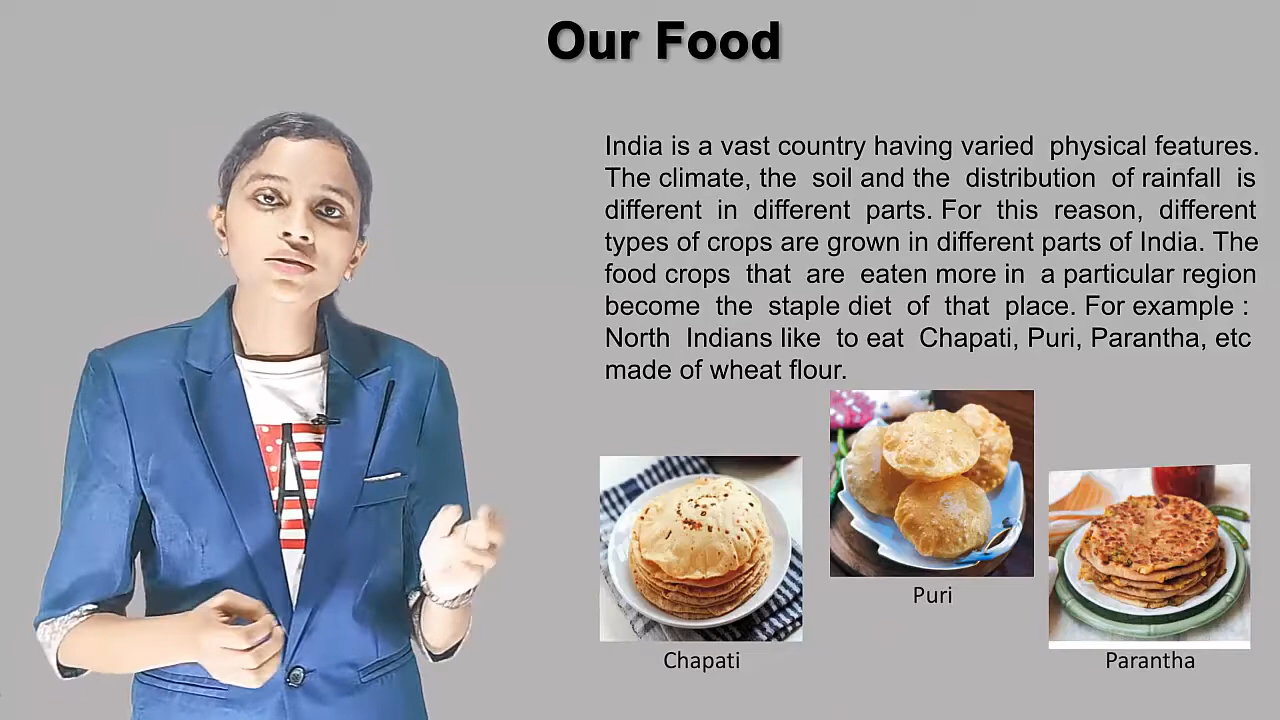 Our Food
India is a vast country having varied physical features.
The climate, the soil and the distribution of rainfall is
different in different parts. For this reason, different
types of crops are grown in different parts of India. The
food crops that are eaten more in a particular region
become the staple diet of that place. For example :
North Indians like to eat Chapati, Puri, Parantha, etc
made of wheat flour.
A
Puri
Chapati
Parantha